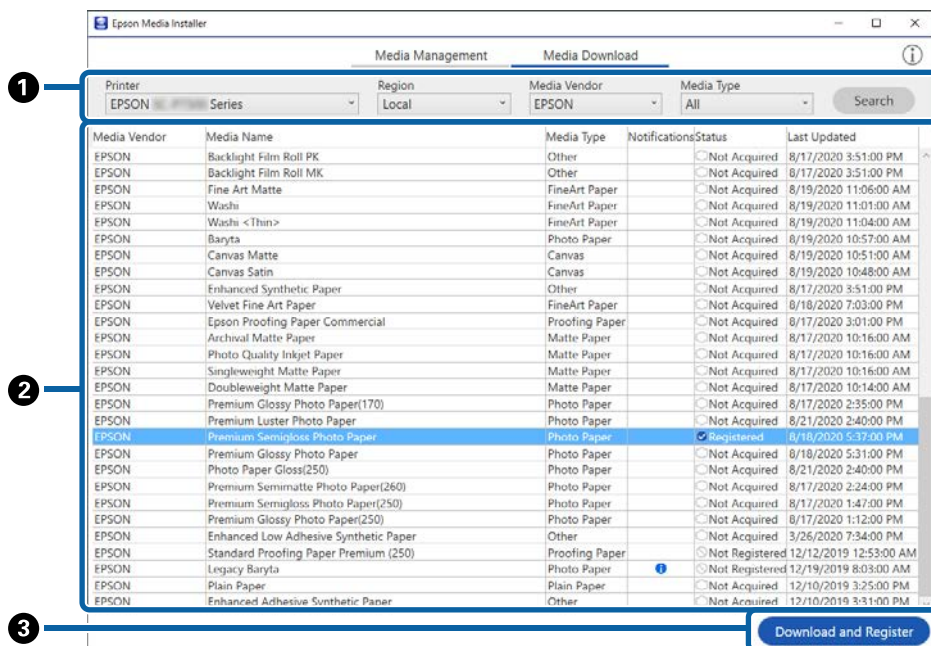 Epson Media Installer
Media Management Media Download
1
Printer Region Media Vendor Media Type
EPSON Series Local EPSON All Search
2
Media Vendor Media Name Media Type Notifications Status Last Updated
EPSON Backlight Film Roll PK Other Not Acquired 8/17/2020 3:51:00 PM
EPSON Backlight Film Roll MK Other Not Acquired 8/17/2020 3:51:00 PM
EPSON Fine Art Matte FineArt Paper Not Acquired 8/19/2020 11:06:00 AM
EPSON Washi FineArt Paper Not Acquired 8/19/2020 11:01:00 AM
EPSON Washi <Thin> FineArt Paper Not Acquired 8/19/2020 11:04:00 AM
EPSON Baryta Photo Paper Not Acquired 8/19/2020 10:57:00 AM
EPSON Canvas Matte Canvas Not Acquired 8/19/2020 10:51:00 AM
EPSON Canvas Satin Canvas Not Acquired 8/19/2020 10:48:00 AM
EPSON Enhanced Synthetic Paper Other Not Acquired 8/17/2020 3:51:00 PM
EPSON Velvet Fine Art Paper FineArt Paper Not Acquired 8/18/2020 7:03:00 PM
EPSON Epson Proofing Paper Commercial Proofing Paper Not Acquired 8/17/2020 3:01:00 PM
EPSON Archival Matte Paper Matte Paper Not Acquired 8/17/2020 10:16:00 AM
EPSON Photo Quality Inkjet Paper Matte Paper Not Acquired 8/17/2020 10:16:00 AM
EPSON Singleweight Matte Paper Matte Paper Not Acquired 8/17/2020 10:16:00 AM
EPSON Doubleweight Matte Paper Matte Paper Not Acquired 8/17/2020 10:14:00 AM
EPSON Premium Glossy Photo Paper(170) Photo Paper Not Acquired 8/17/2020 2:35:00 PM
EPSON Premium Luster Photo Paper Photo Paper Not Acquired 8/21/2020 2:40:00 PM
EPSON Premium Semigloss Photo Paper Photo Paper Registered 8/18/2020 5:37:00 PM
EPSON Premium Glossy Photo Paper Photo Paper Not Acquired 8/18/2020 5:31:00 PM
EPSON Photo Paper Gloss(250) Photo Paper Not Acquired 8/21/2020 2:40:00 PM
EPSON Premium Semimatte Photo Paper(260) Photo Paper Not Acquired 8/17/2020 2:24:00 PM
EPSON Premium Semigloss Photo Paper(250) Photo Paper Not Acquired 8/17/2020 1:47:00 PM
EPSON Premium Glossy Photo Paper(250) Photo Paper Not Acquired 8/17/2020 1:12:00 PM
EPSON Enhanced Low Adhesive Synthetic Paper Other Not Acquired 3/26/2020 7:34:00 PM
EPSON Standard Proofing Paper Premium (250) Proofing Paper Not Registered 12/12/2019 12:53:00 AM
EPSON Legacy Baryta Photo Paper Not Registered 12/19/2019 8:03:00 AM
EPSON Plain Paper Plain Paper Not Acquired 12/10/2019 3:25:00 PM
EPSON Enhanced Adhesive Synthetic Paper Other Not Acquired 12/10/2019 3:31:00 PM
3
Download and Register